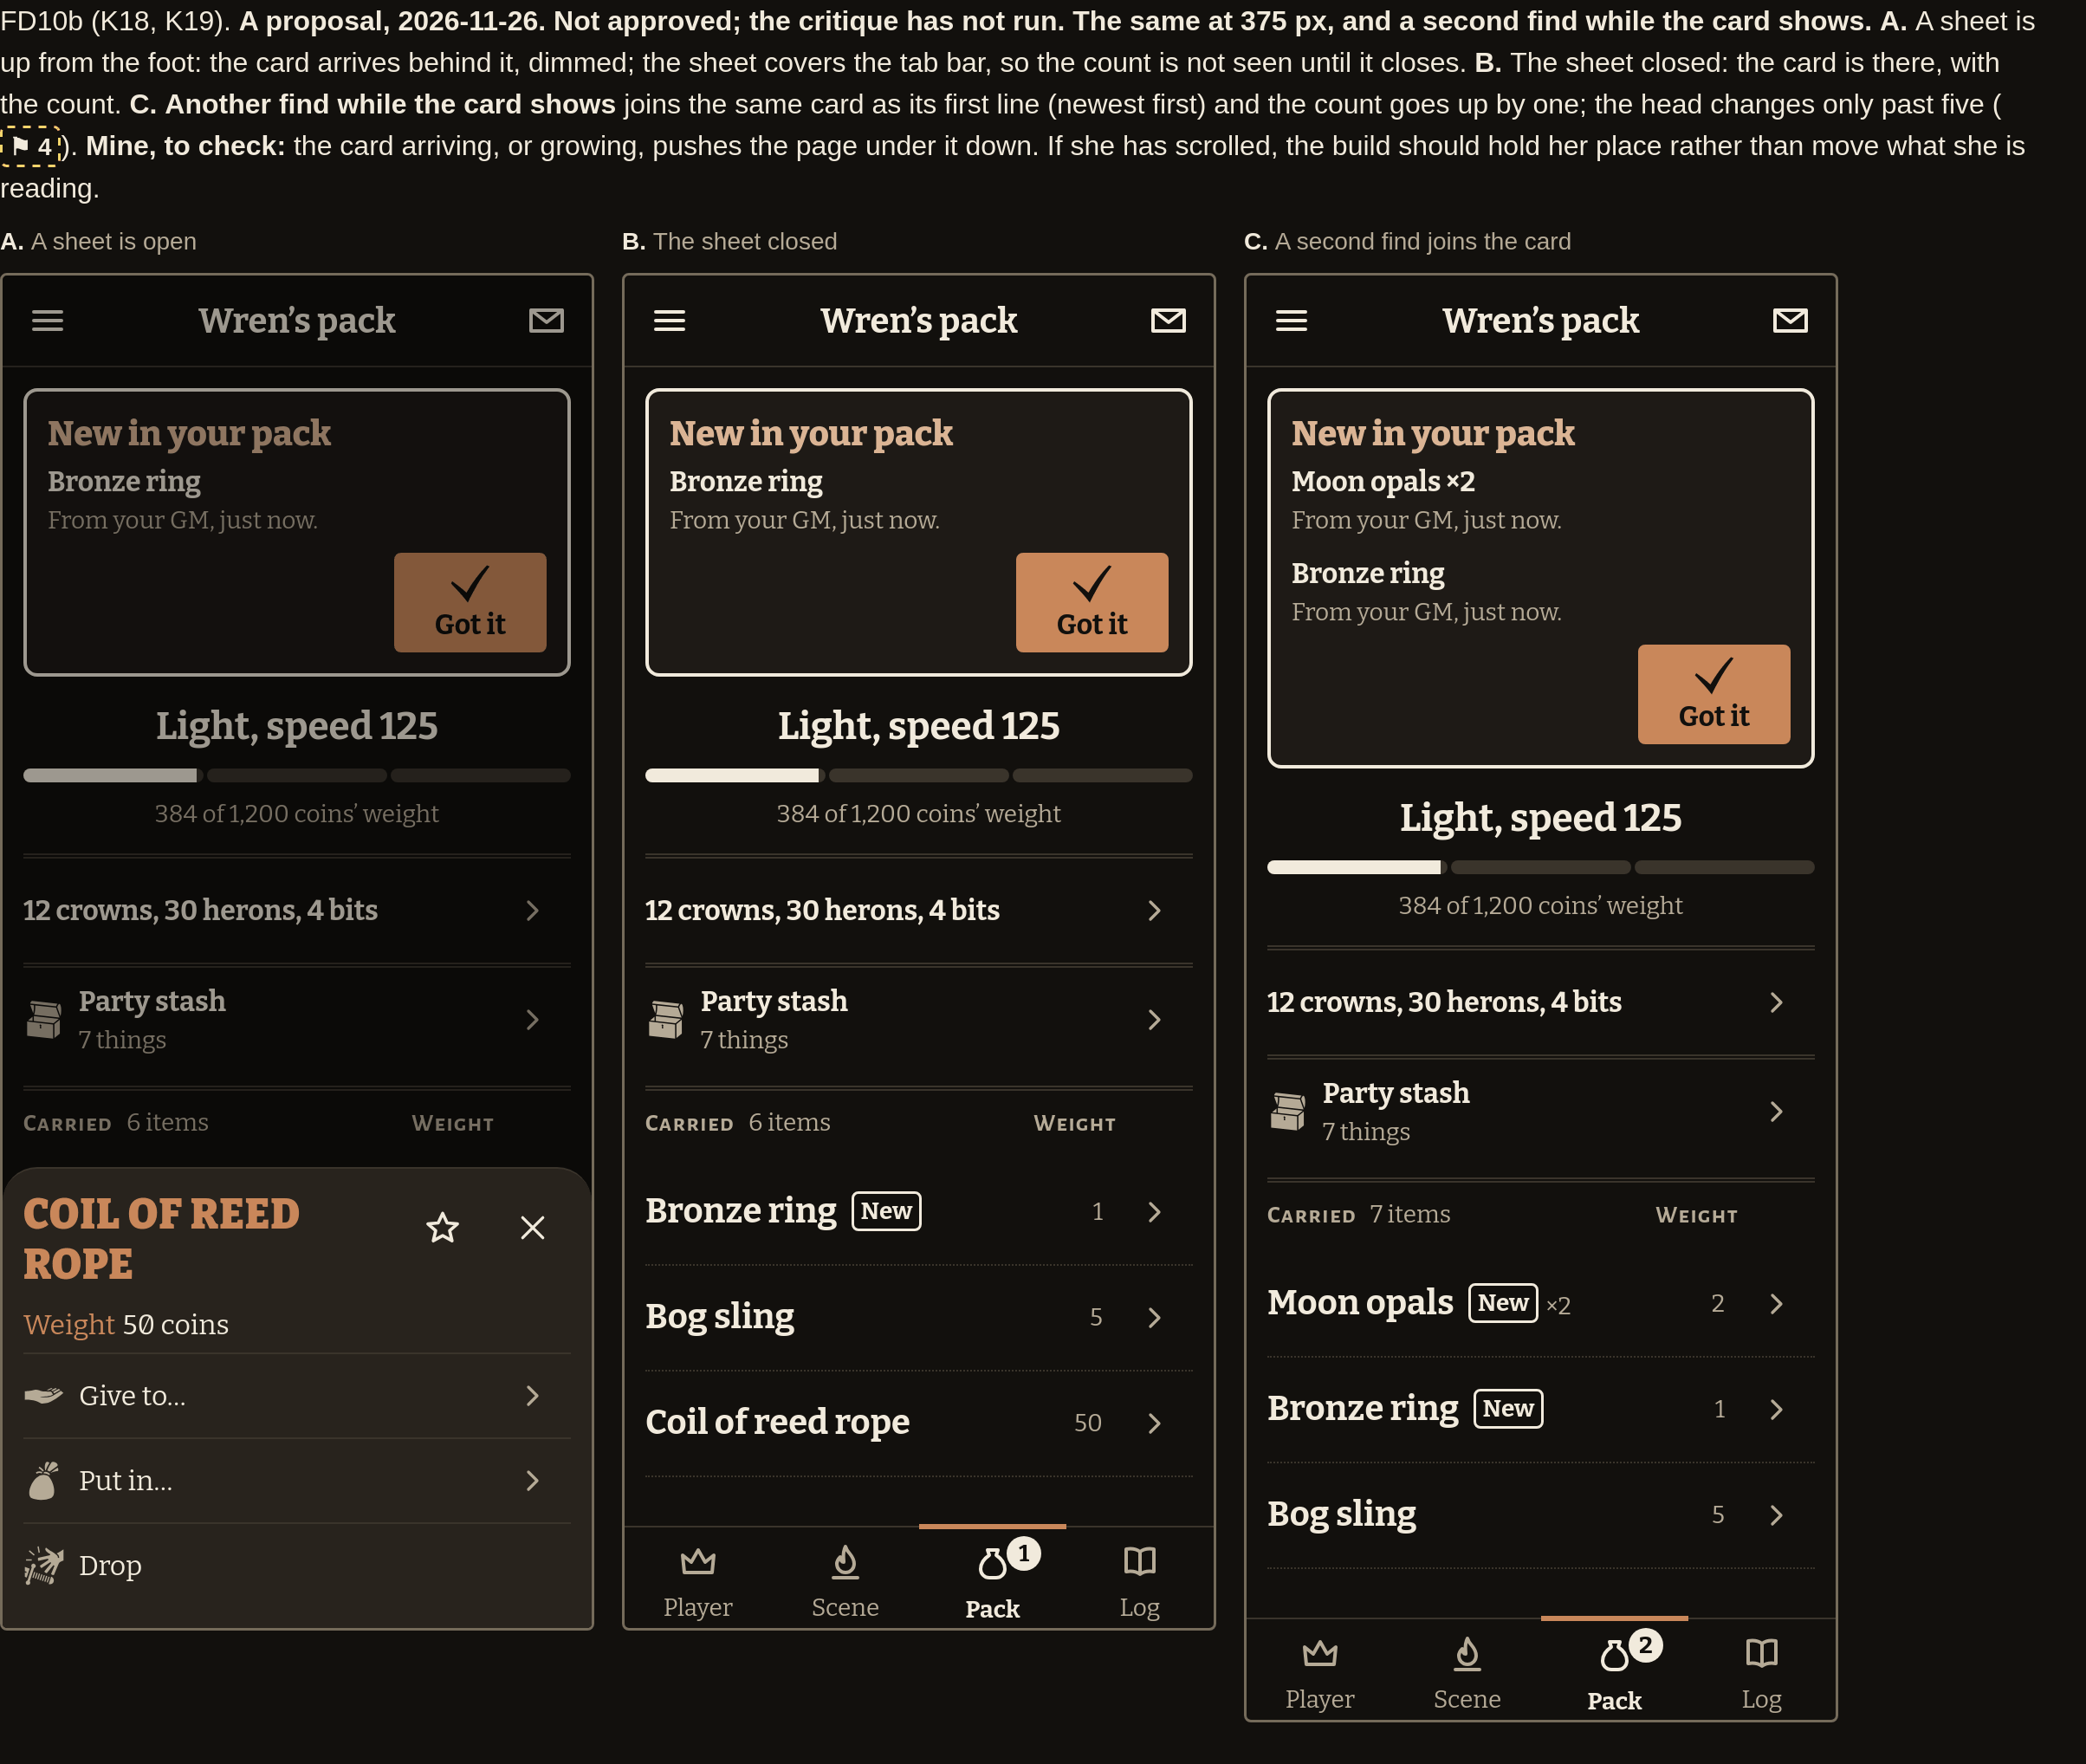 FD10b (K18, K19). A proposal, 2026-11-26. Not approved; the critique has not run. The same at 375 px, and a second find while the card shows. A. A sheet is
up from the foot: the card arrives behind it, dimmed; the sheet covers the tab bar, so the count is not seen until it closes. B. The sheet closed: the card is there, with
the count. C. Another find while the card shows joins the same card as its first line (newest first) and the count goes up by one; the head changes only past five (
⚑ 4). Mine, to check: the card arriving, or growing, pushes the page under it down. If she has scrolled, the build should hold her place rather than move what she is
reading.
A. A sheet is open
Wren’s pack
New in your pack
Bronze ring
From your GM, just now.
Got it
Light, speed 125
384 of 1,200 coins’ weight
12 crowns, 30 herons, 4 bits
Party stash
7 things
CARRIED 6 items WEIGHT
COIL OF REED
ROPE
Weight 50 coins
Give to…
Put in…
Drop
B. The sheet closed
Wren’s pack
New in your pack
Bronze ring
From your GM, just now.
Got it
Light, speed 125
384 of 1,200 coins’ weight
12 crowns, 30 herons, 4 bits
Party stash
7 things
CARRIED 6 items WEIGHT
Bronze ring New 1
Bog sling 5
Coil of reed rope 50
1
Player Scene Pack Log
C. A second find joins the card
Wren’s pack
New in your pack
Moon opals ×2
From your GM, just now.
Bronze ring
From your GM, just now.
Got it
Light, speed 125
384 of 1,200 coins’ weight
12 crowns, 30 herons, 4 bits
Party stash
7 things
CARRIED 7 items WEIGHT
Moon opals New ×2 2
Bronze ring New 1
Bog sling 5
2
Player Scene Pack Log